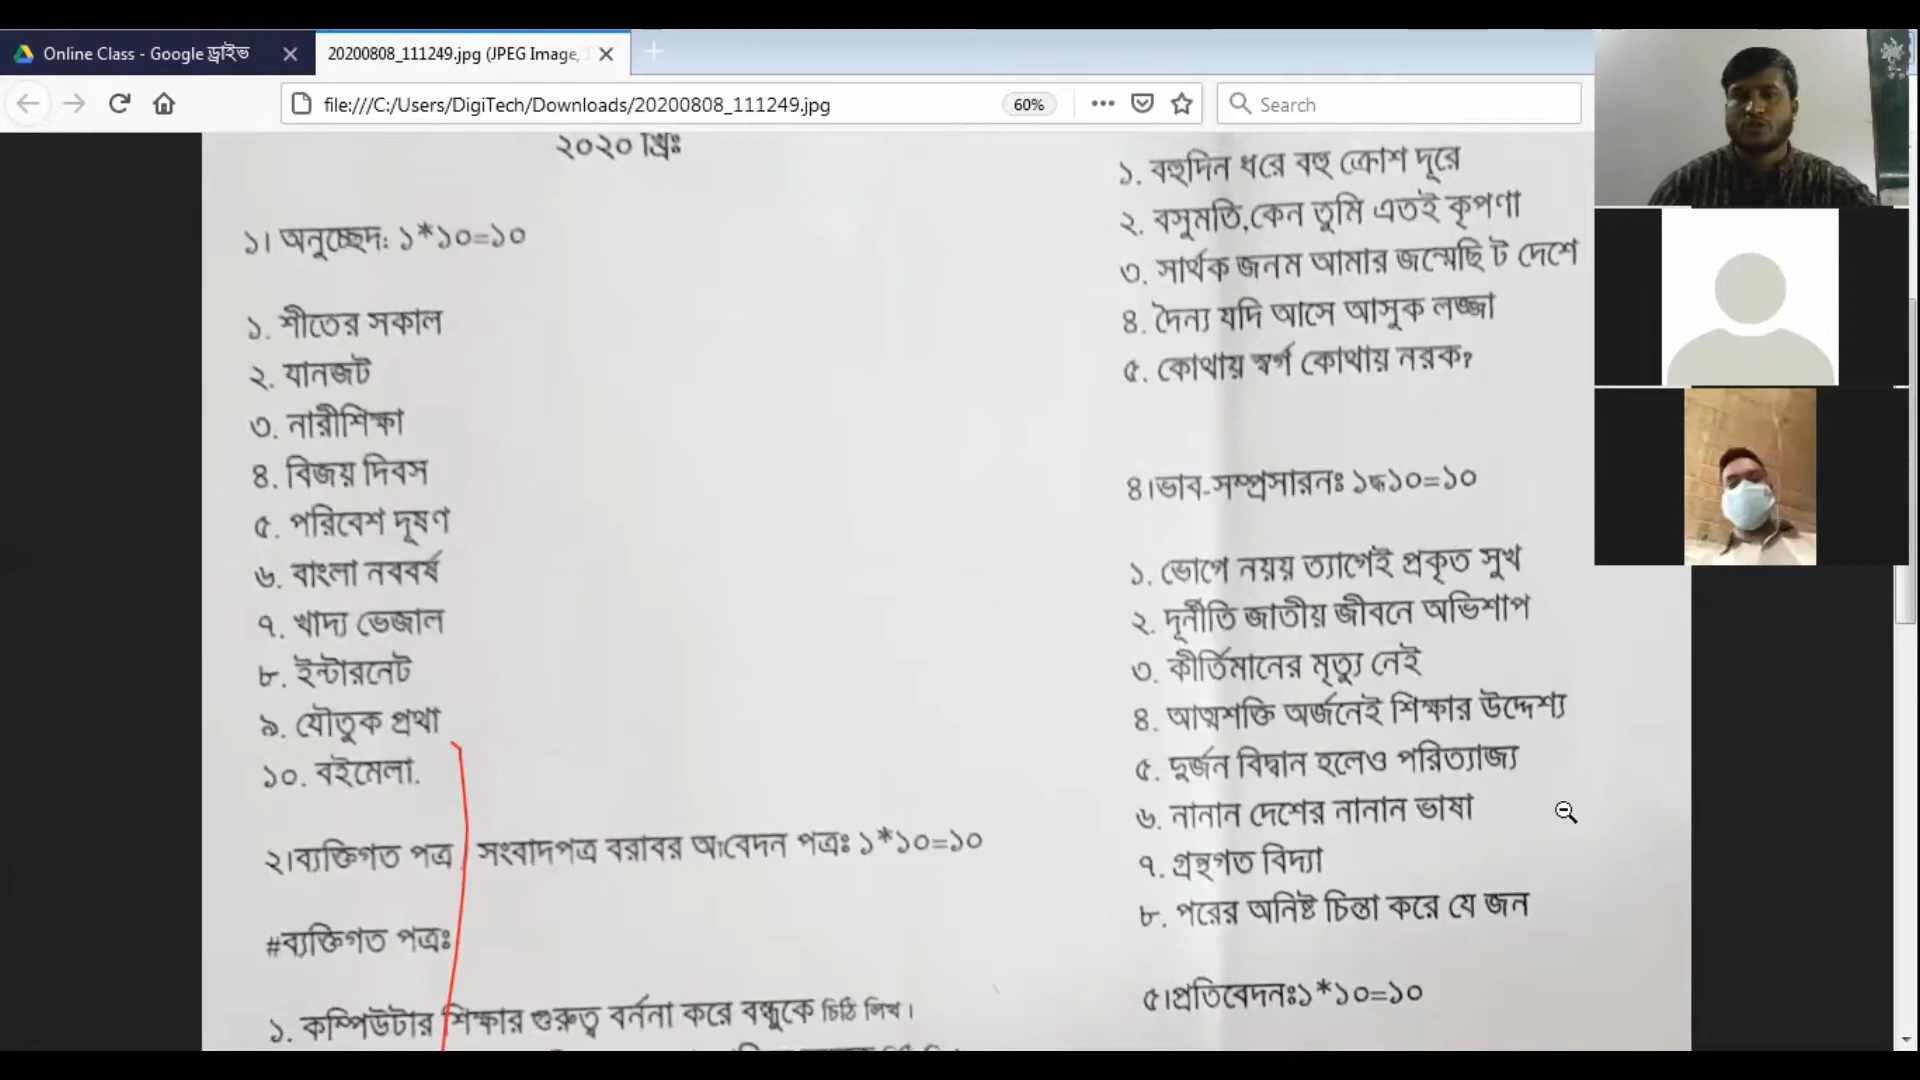 Online Class - Google ড্রাইভ
20200808_111249.jpg (JPEG Image,
file:///C:/Users/DigiTech/Downloads/20200808_111249.jpg
60%
Search
২০২০ খ্রিঃ
১। অনুচ্ছেদ: ১*১০=১০
১. শীতের সকাল
২. যানজট
৩. নারীশিক্ষা
৪. বিজয় দিবস
৫. পরিবেশ দূষণ
৬. বাংলা নববর্ষ
৭. খাদ্য ভেজাল
৮. ইন্টারনেট
৯. যৌতুক প্রথা
১০. বইমেলা.
২।ব্যক্তিগত পত্র সংবাদপত্র বরাবর আবেদন পত্রঃ ১*১০=১০
#ব্যক্তিগত পত্রঃ
১. কম্পিউটার শিক্ষার গুরুত্ব বর্ননা করে বন্ধুকে চিঠি লিখ।
১. বহুদিন ধরে বহু ক্রোশ দূরে
২. বসুমতি,কেন তুমি এতই কৃপণা
৩. সার্থক জনম আমার জন্মেছি ট দেশে
৪. দৈন্য যদি আসে আসুক লজ্জা
৫. কোথায় স্বর্গ কোথায় নরক?
৪।ভাব-সম্প্রসারনঃ ১দ্ধ১০=১০
১. ভোগে নয়য় ত্যাগেই প্রকৃত সুখ
২. দূর্নীতি জাতীয় জীবনে অভিশাপ
৩. কীর্তিমানের মৃত্যু নেই
৪. আত্মশক্তি অর্জনেই শিক্ষার উদ্দেশ্য
৫. দুর্জন বিদ্বান হলেও পরিত্যাজ্য
৬. নানান দেশের নানান ভাষা
৭. গ্রন্থগত বিদ্যা
৮. পরের অনিষ্ট চিন্তা করে যে জন
৫।প্রতিবেদনঃ১*১০=১০